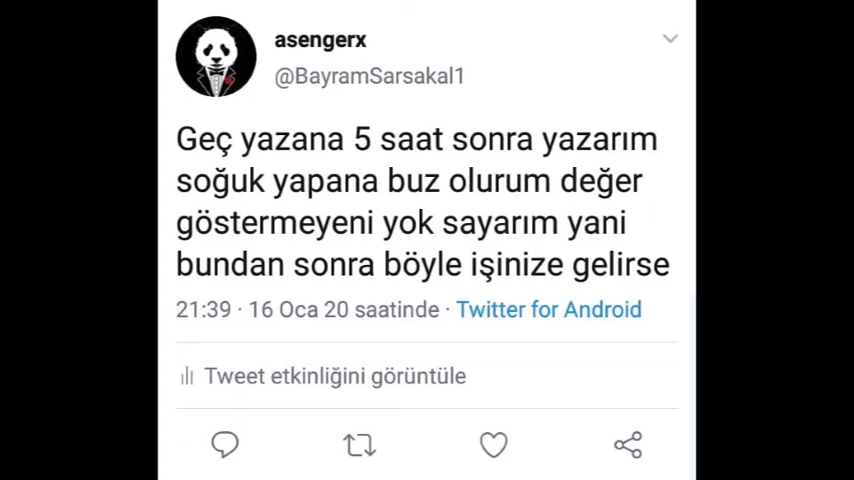 asengerx
@BayramSarsakal1
Geç yazana 5 saat sonra yazarım
soğuk yapana buz olurum değer
göstermeyeni yok sayarım yani
bundan sonra böyle işinize gelirse
21:39 · 16 Oca 20 saatinde · Twitter for Android
Tweet etkinliğini görüntüle